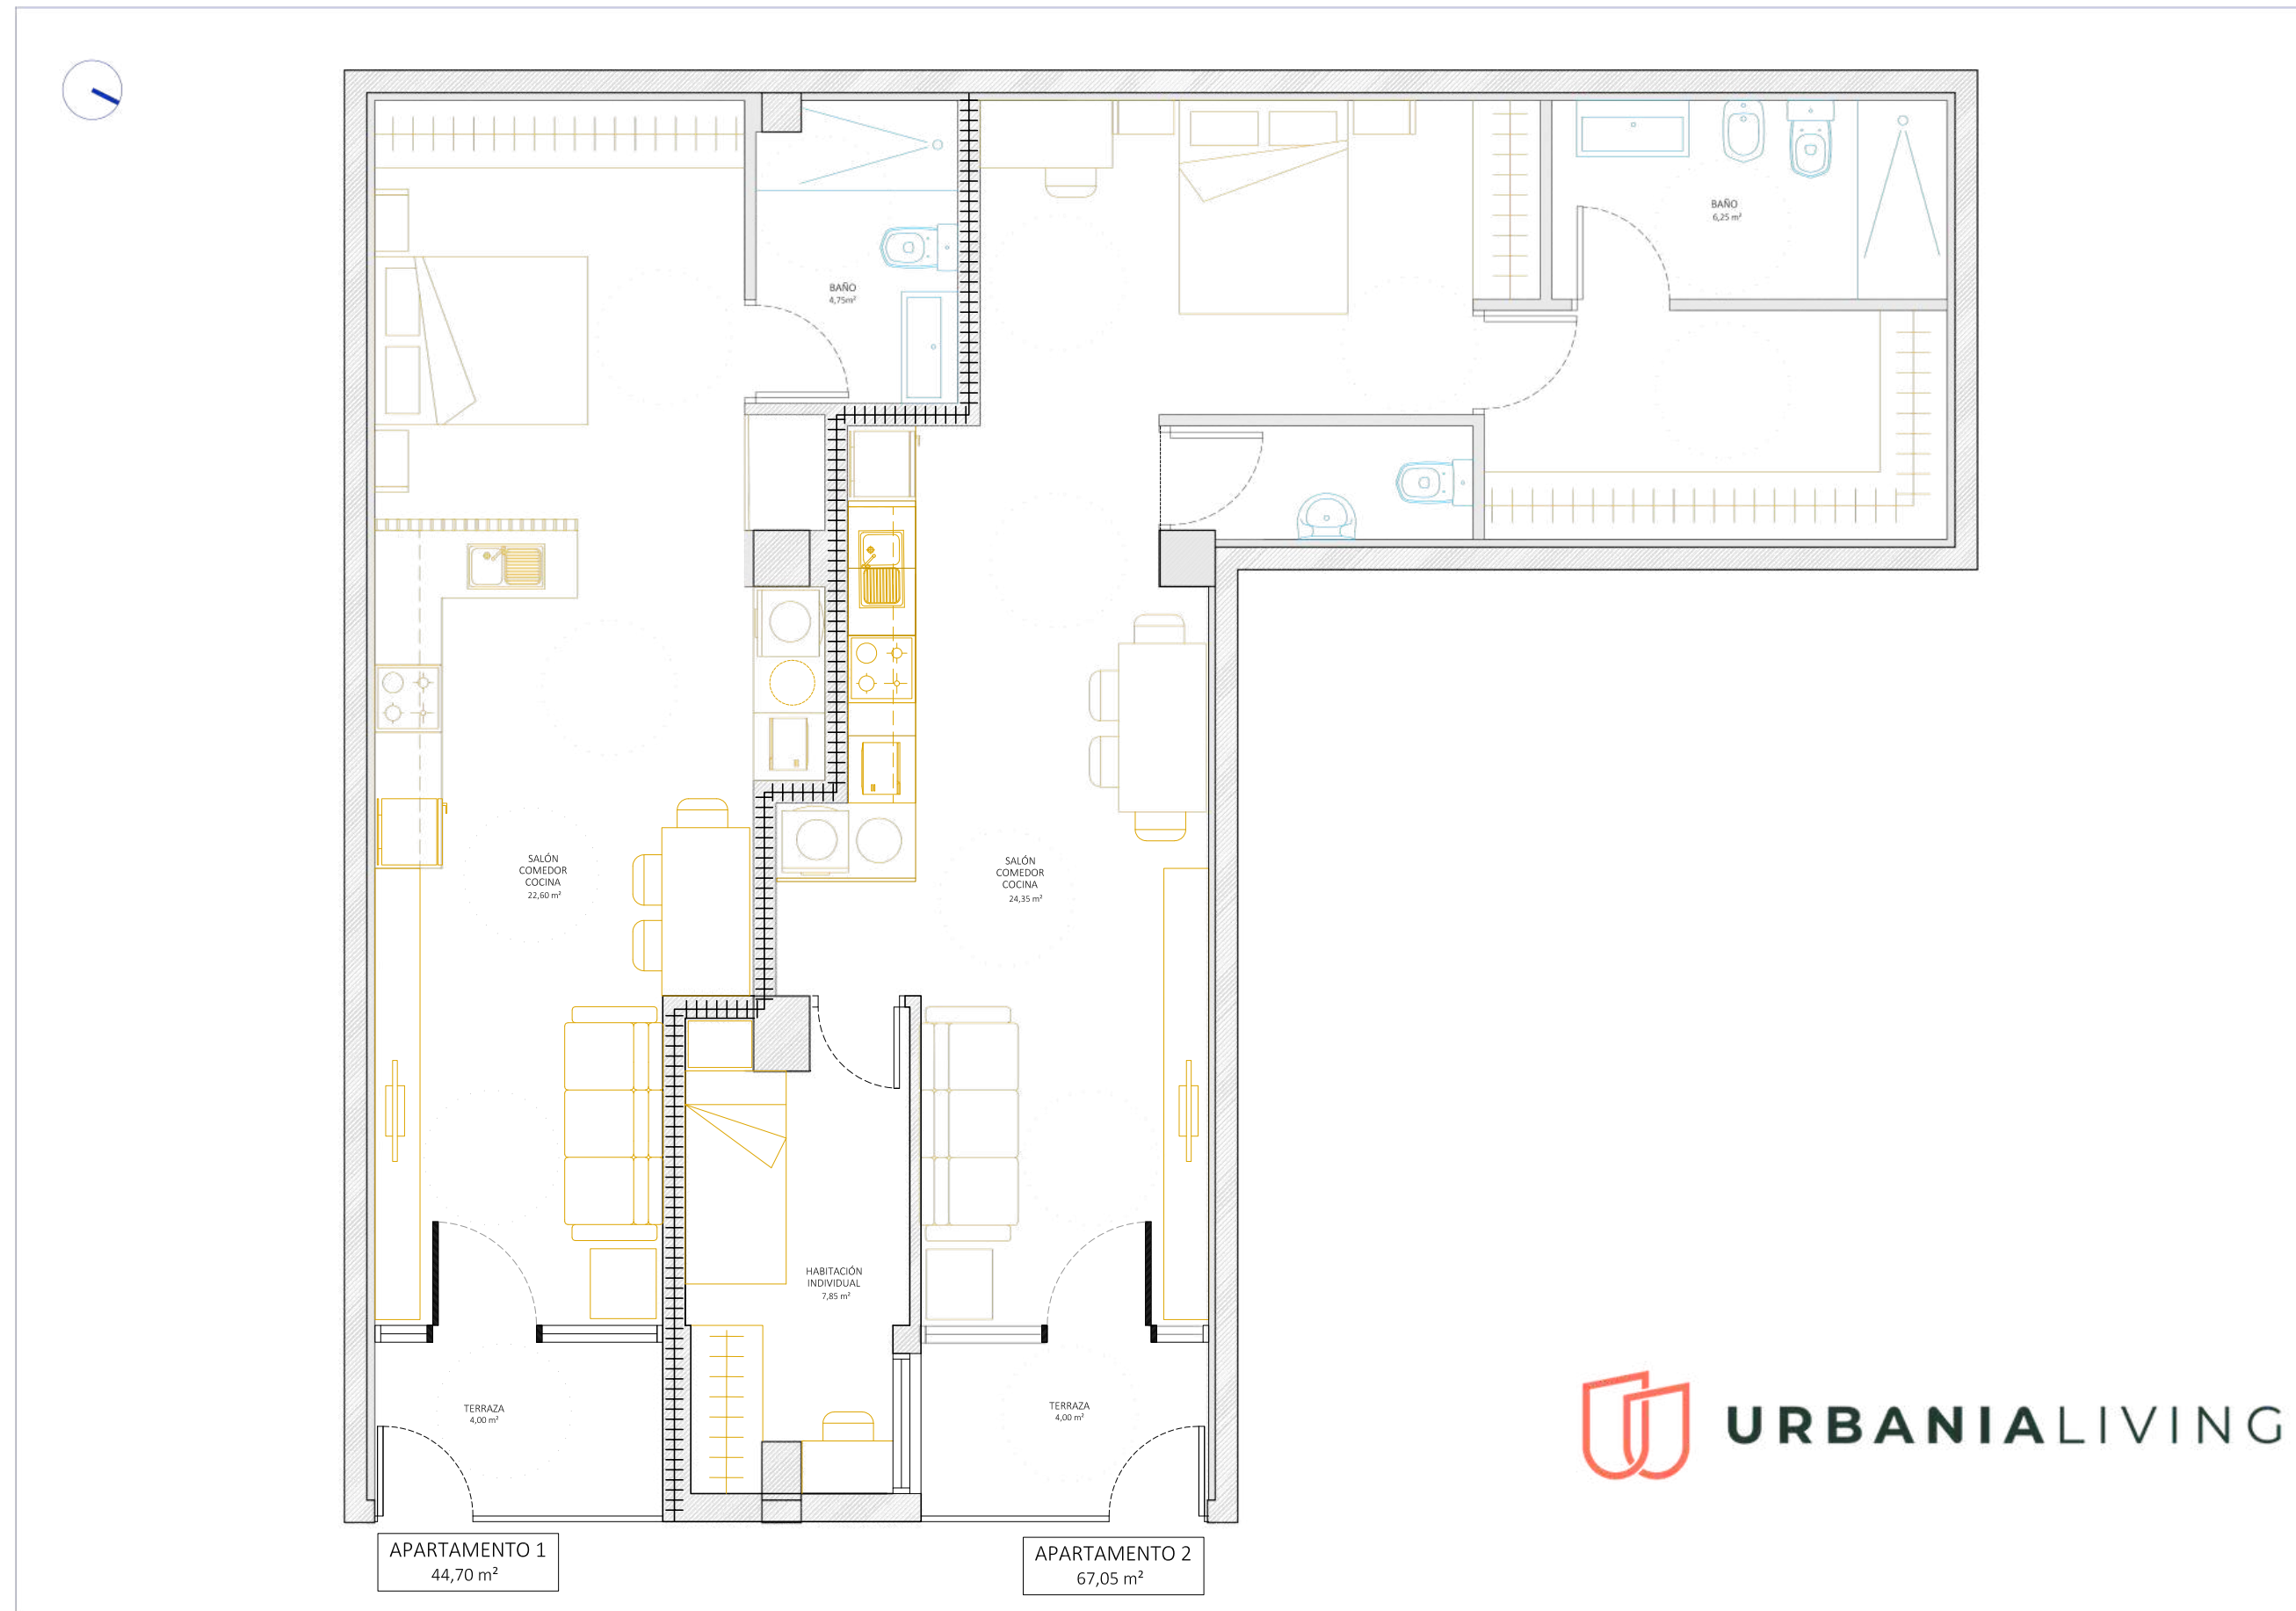 BAÑO
6,25 m²
BAÑO
4,75m²
SALÓN
COMEDOR
COCINA
22,60 m²
SALÓN
COMEDOR
COCINA
24,35 m²
HABITACIÓN
INDIVIDUAL
7,85 m²
TERRAZA
4,00 m²
TERRAZA
4,00 m²
URBANIALIVING
APARTAMENTO 1
44,70 m²
APARTAMENTO 2
67,05 m²